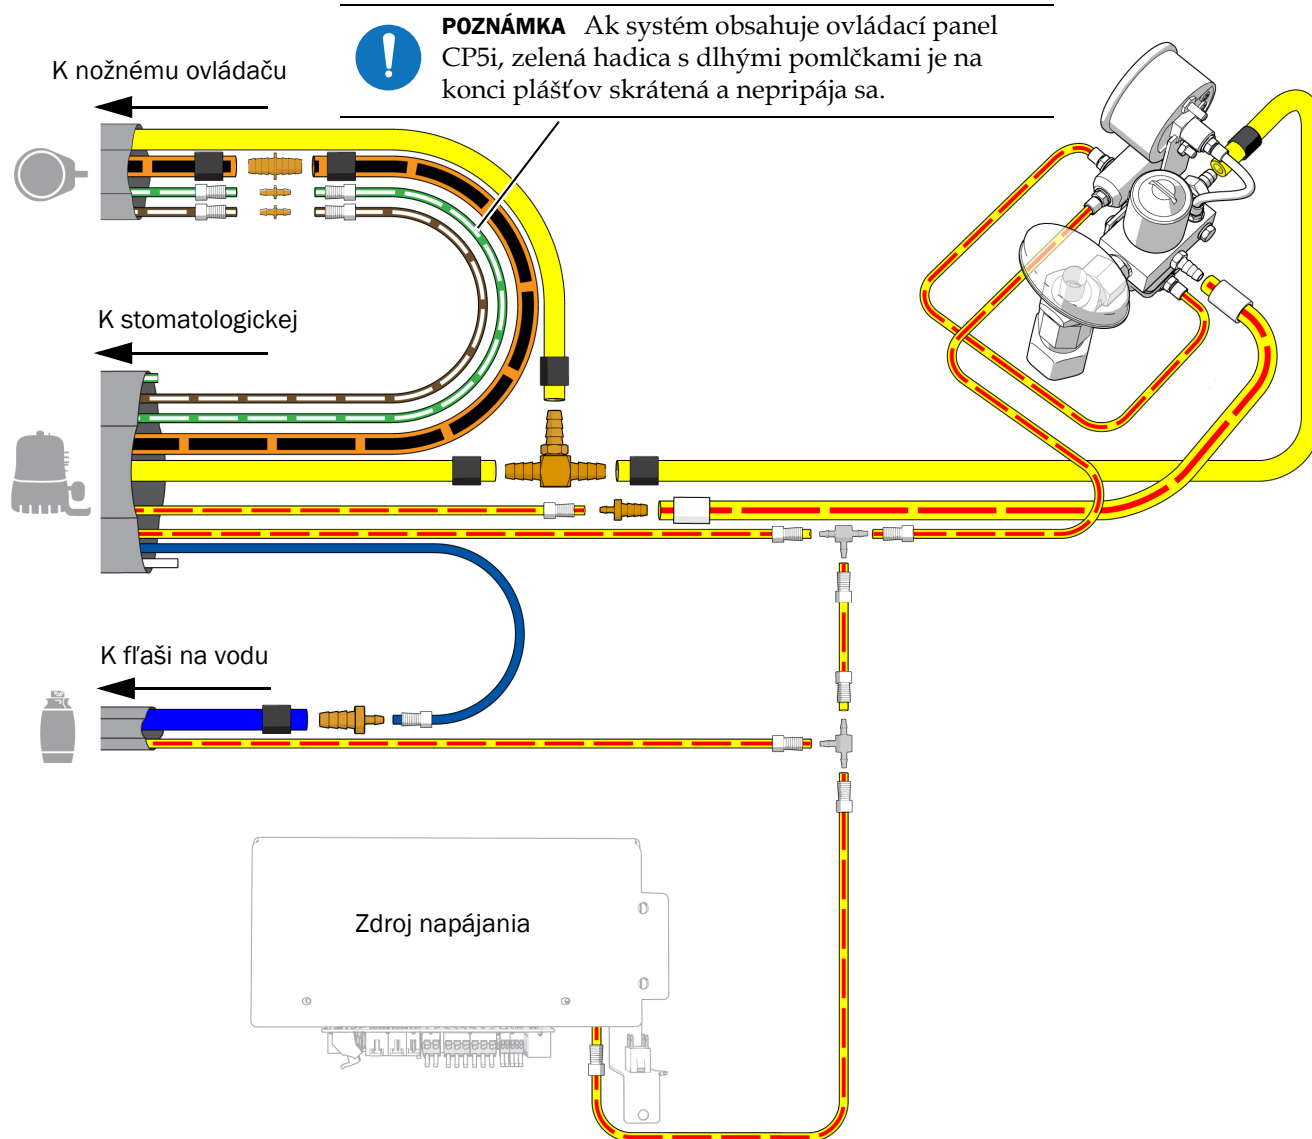 POZNÁMKA Ak systém obsahuje ovládací panel
CP5i, zelená hadica s dlhými pomlčkami je na
konci plášťov skrátená a nepripája sa.
K nožnému ovládaču
K stomatologickej
K fľaši na vodu
Zdroj napájania